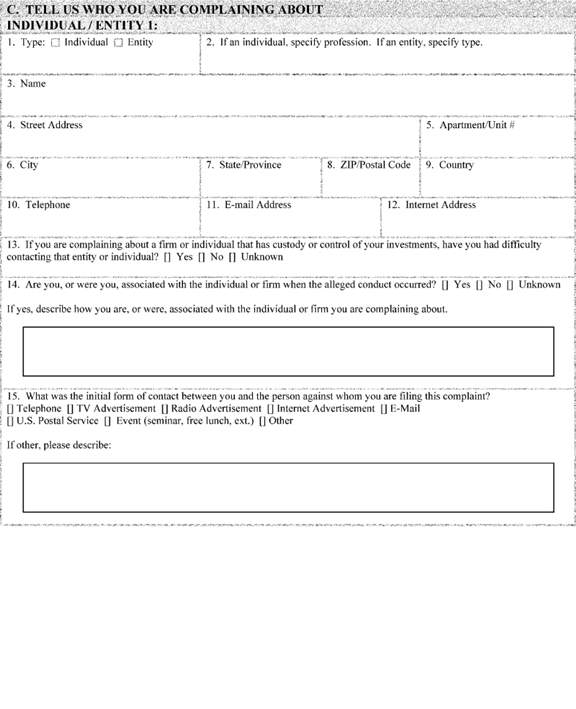 C. TELL US WHO YOU ARE COMPLAINING ABOUT
INDIVIDUAL / ENTITY 1:
1. Type: ☐ Individual ☐ Entity
2. If an individual, specify profession. If an entity, specify type.
3. Name
4. Street Address
5. Apartment/Unit #
6. City
7. State/Province
8. ZIP/Postal Code
9. Country
10. Telephone
11. E-mail Address
12. Internet Address
13. If you are complaining about a firm or individual that has custody or control of your investments, have you had difficulty
contacting that entity or individual? [] Yes [] No [] Unknown
14. Are you, or were you, associated with the individual or firm when the alleged conduct occurred? [] Yes [] No [] Unknown
If yes, describe how you are, or were, associated with the individual or firm you are complaining about.
15. What was the initial form of contact between you and the person against whom you are filing this complaint?
[] Telephone [] TV Advertisement [] Radio Advertisement [] Internet Advertisement [] E-Mail
[] U.S. Postal Service [] Event (seminar, free lunch, ext.) [] Other
If other, please describe: